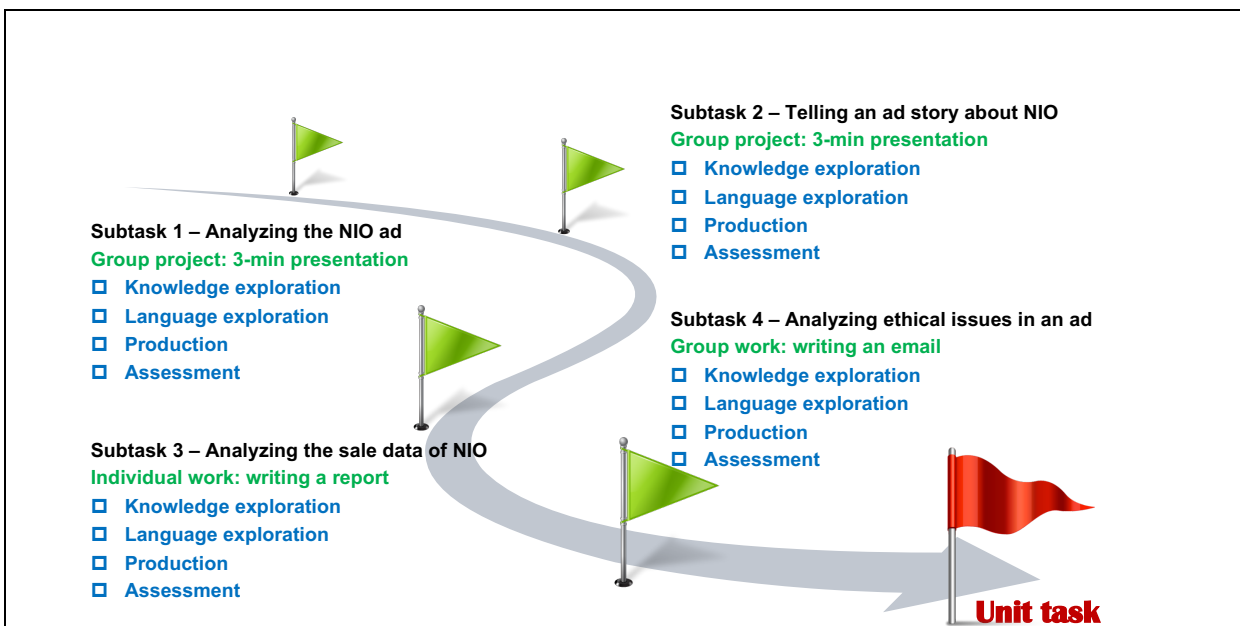 Subtask 1 – Analyzing the NIO ad
Group project: 3-min presentation
Knowledge exploration
Language exploration
Production
Assessment
Subtask 2 – Telling an ad story about NIO
Group project: 3-min presentation
Knowledge exploration
Language exploration
Production
Assessment
Subtask 3 – Analyzing the sale data of NIO
Individual work: writing a report
Knowledge exploration
Language exploration
Production
Assessment
Subtask 4 – Analyzing ethical issues in an ad
Group work: writing an email
Knowledge exploration
Language exploration
Production
Assessment
Unit task